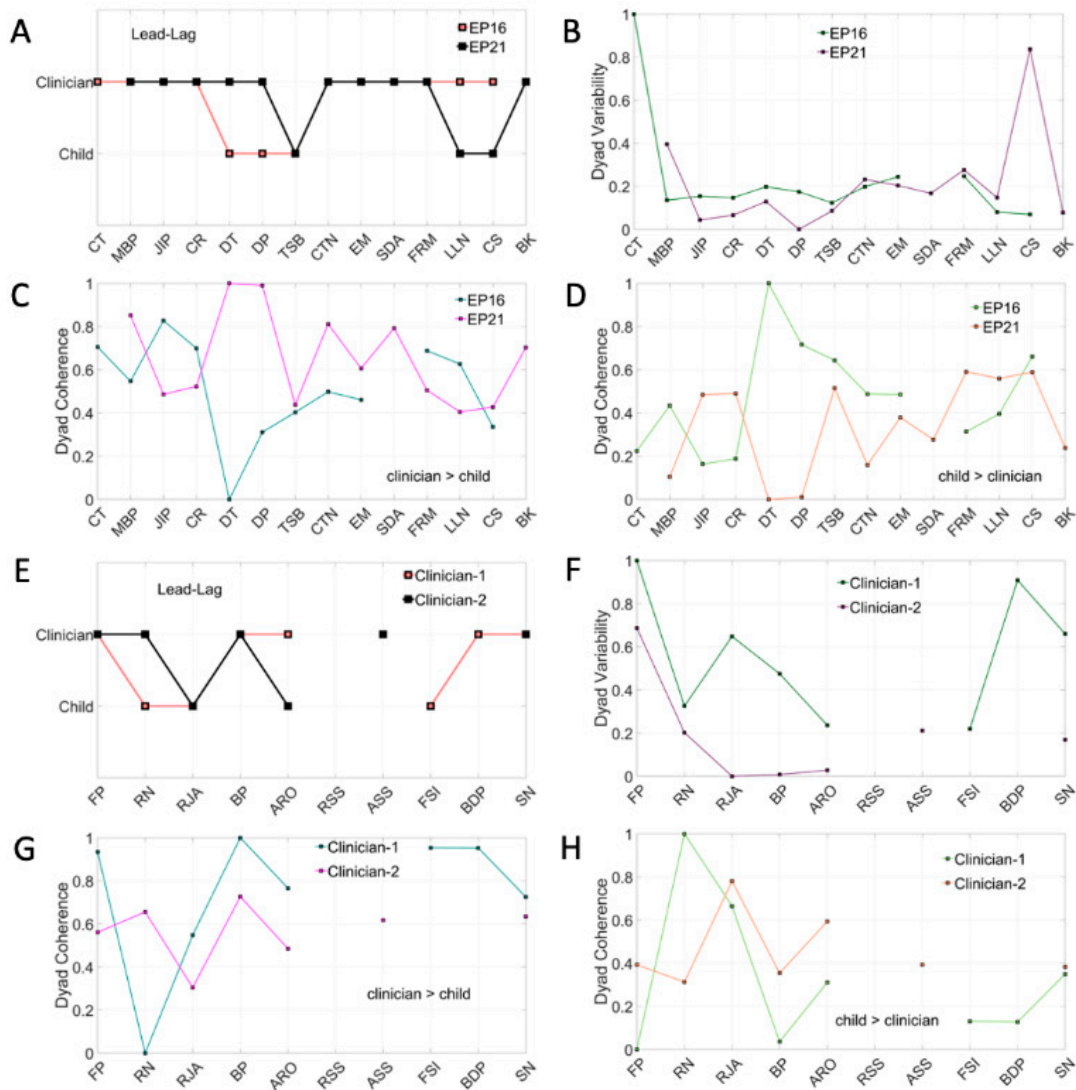 A
Lead-Lag
EP16
EP21
Clinician
Child
CT MBP JIP CR DT DP TSB CTN EM SDA FRM LLN CS BK
B
EP16
EP21
Dyad Variability
1
0.8
0.6
0.4
0.2
0
CT MBP JIP CR DT DP TSB CTN EM SDA FRM LLN CS BK
C
EP16
EP21
Dyad Coherence
1
0.8
0.6
0.4
0.2
0
clinician > child
CT MBP JIP CR DT DP TSB CTN EM SDA FRM LLN CS BK
D
EP16
EP21
Dyad Coherence
1
0.8
0.6
0.4
0.2
0
child > clinician
CT MBP JIP CR DT DP TSB CTN EM SDA FRM LLN CS BK
E
Lead-Lag
Clinician-1
Clinician-2
Clinician
Child
FP RN RJA BP ARO RSS ASS FSI BDP SN
F
Clinician-1
Clinician-2
Dyad Variability
1
0.8
0.6
0.4
0.2
0
FP RN RJA BP ARO RSS ASS FSI BDP SN
G
Clinician-1
Clinician-2
Dyad Coherence
1
0.8
0.6
0.4
0.2
0
clinician > child
FP RN RJA BP ARO RSS ASS FSI BDP SN
H
Clinician-1
Clinician-2
Dyad Coherence
1
0.8
0.6
0.4
0.2
0
child > clinician
FP RN RJA BP ARO RSS ASS FSI BDP SN